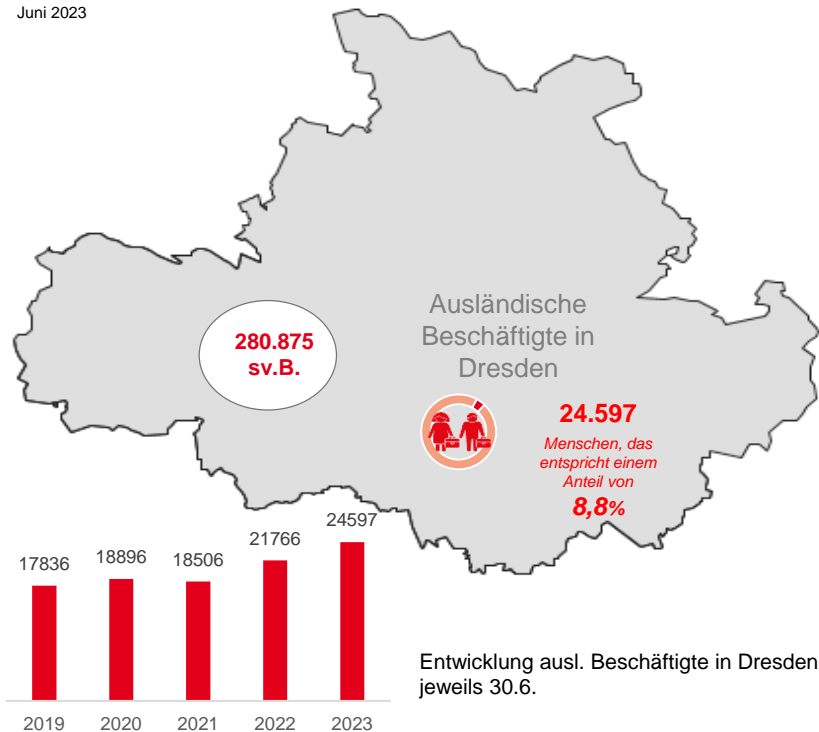 Juni 2023
280.875
sv.B.
Ausländische
Beschäftigte in
Dresden
24.597
Menschen, das
entspricht einem
Anteil von
8,8%
17836
18896
18506
21766
24597
2019
2020
2021
2022
2023
Entwicklung ausl. Beschäftigte in Dresden
jeweils 30.6.